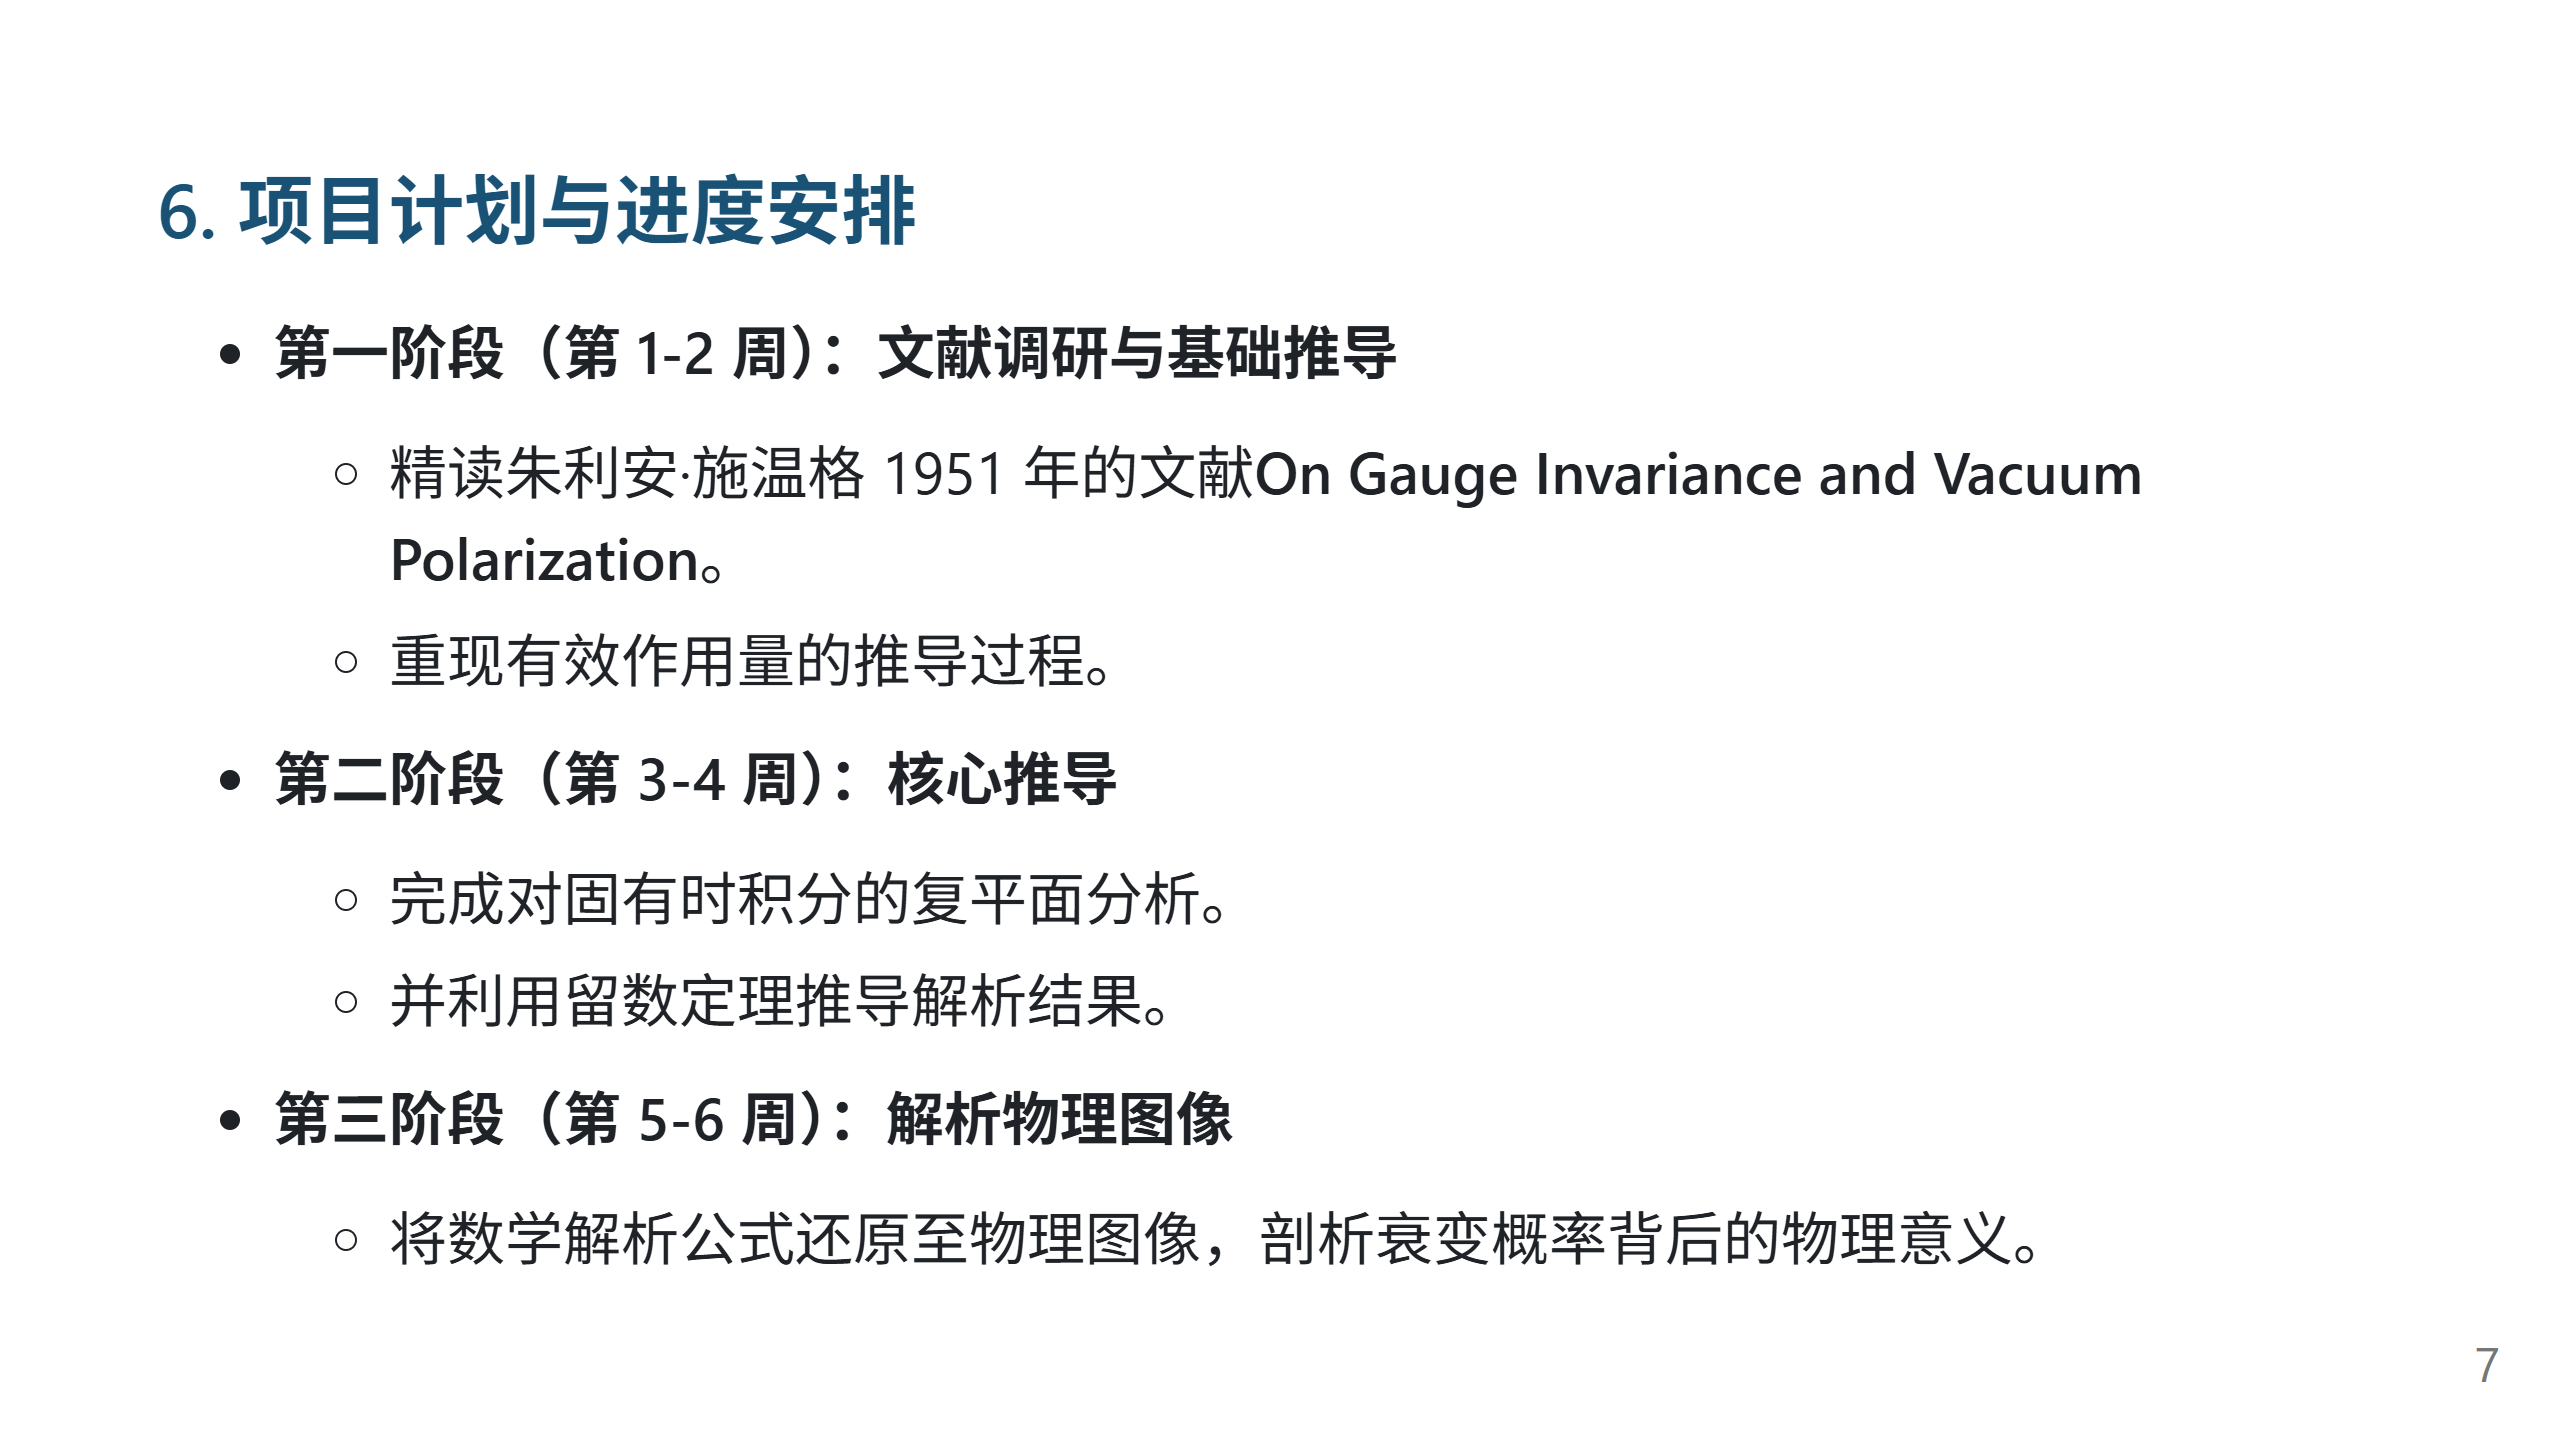 6. 项目计划与进度安排
• 第一阶段（第 1-2 周）：文献调研与基础推导
○ 精读朱利安·施温格 1951 年的文献On Gauge Invariance and Vacuum
Polarization。
○ 重现有效作用量的推导过程。
• 第二阶段（第 3-4 周）：核心推导
○ 完成对固有时积分的复平面分析。
○ 并利用留数定理推导解析结果。
• 第三阶段（第 5-6 周）：解析物理图像
○ 将数学解析公式还原至物理图像，剖析衰变概率背后的物理意义。
7